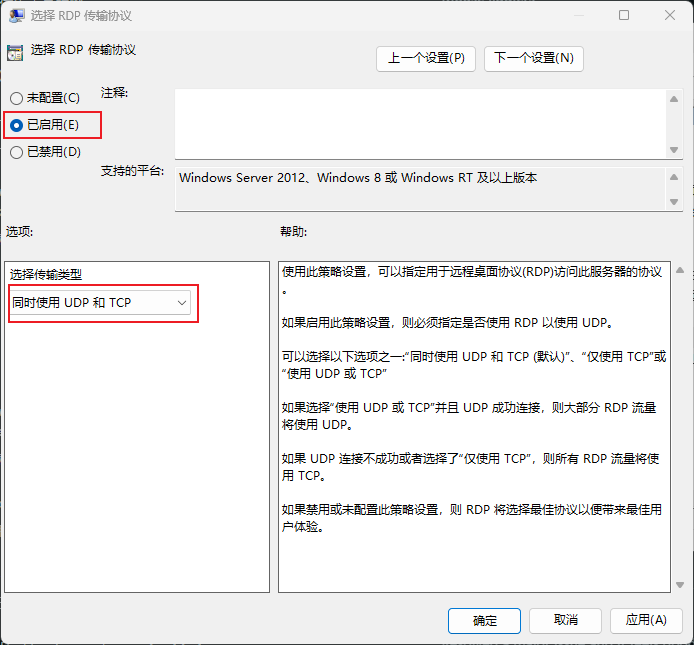 选择 RDP 传输协议
选择 RDP 传输协议
上一个设置(P)
下一个设置(N)
未配置(C)
注释:
已启用(E)
已禁用(D)
支持的平台:
Windows Server 2012、Windows 8 或 Windows RT 及以上版本
选项:
帮助:
选择传输类型
同时使用 UDP 和 TCP
使用此策略设置，可以指定用于远程桌面协议(RDP)访问此服务器的协议
。
如果启用此策略设置，则必须指定是否使用 RDP 以使用 UDP。
可以选择以下选项之一:“同时使用 UDP 和 TCP (默认)”、“仅使用 TCP”或
“使用 UDP 或 TCP”
如果选择“使用 UDP 或 TCP”并且 UDP 成功连接，则大部分 RDP 流量
将使用 UDP。
如果 UDP 连接不成功或者选择了“仅使用 TCP”，则所有 RDP 流量将使
用 TCP。
如果禁用或未配置此策略设置，则 RDP 将选择最佳协议以便带来最佳用
户体验。
确定
取消
应用(A)